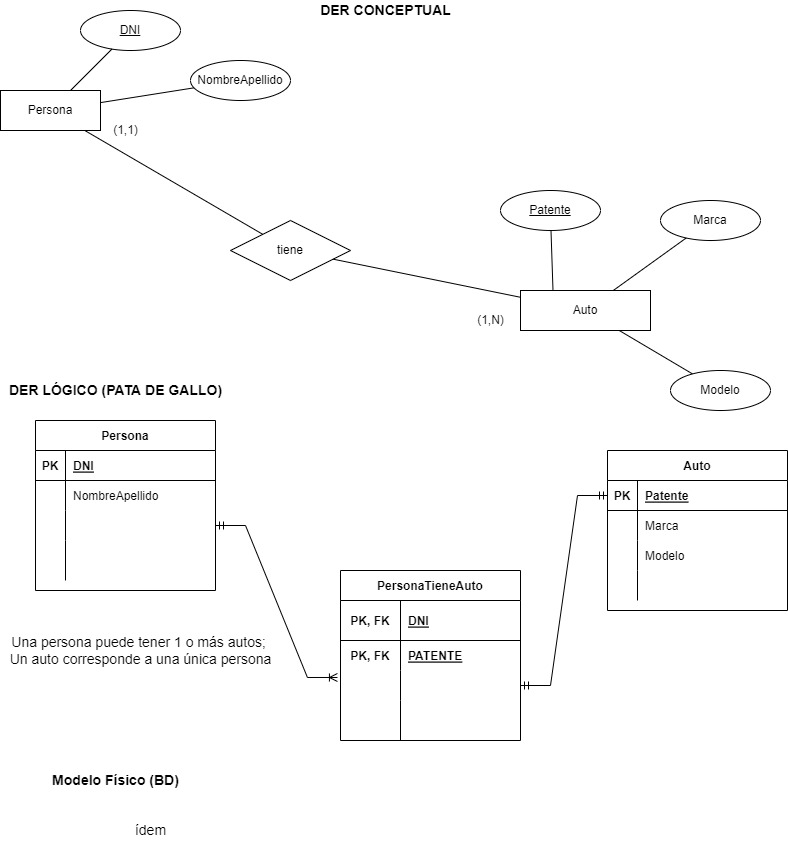 DER CONCEPTUAL
DNI
NombreApellido
Persona
(1,1)
Patente
Marca
tiene
Auto
(1,N)
Modelo
DER LÓGICO (PATA DE GALLO)
Persona
PK DNI
NombreApellido
Auto
PK Patente
Marca
Modelo
PersonaTieneAuto
PK, FK DNI
PK, FK PATENTE
Una persona puede tener 1 o más autos;
Un auto corresponde a una única persona
Modelo Físico (BD)
ídem